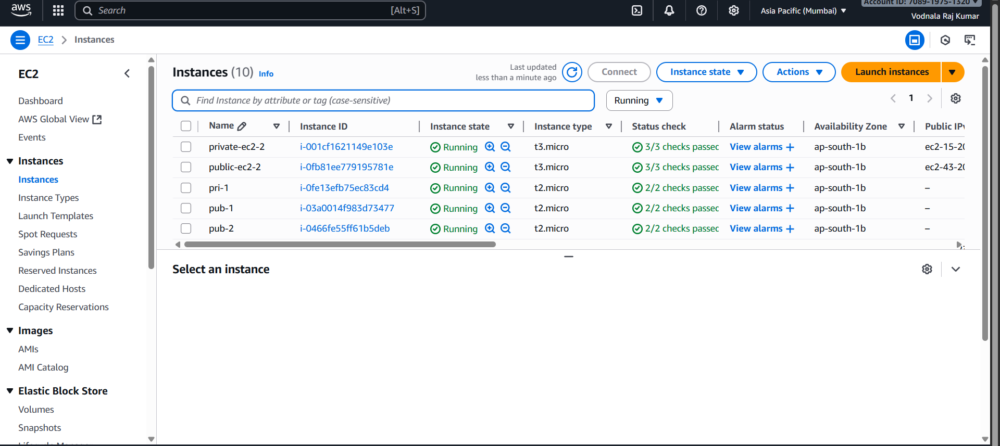 aws
Search [Alt+S]
Asia Pacific (Mumbai)
Account ID: 7089-1975-1320
Vodnala Raj Kumar
EC2 Instances
EC2
Dashboard
AWS Global View
Events
Instances
Instances
Instance Types
Launch Templates
Spot Requests
Savings Plans
Reserved Instances
Dedicated Hosts
Capacity Reservations
Images
AMIs
AMI Catalog
Elastic Block Store
Volumes
Snapshots
Instances (10) Info
Last updated
less than a minute ago
Connect
Instance state
Actions
Launch instances
Find Instance by attribute or tag (case-sensitive)
Running
1
Name Instance ID Instance state Instance type Status check Alarm status Availability Zone Public IPv
private-ec2-2 i-001cf1621149e103e Running t3.micro 3/3 checks passed View alarms + ap-south-1b ec2-15-20
public-ec2-2 i-0fb81ee779195781e Running t3.micro 3/3 checks passed View alarms + ap-south-1b ec2-43-20
pri-1 i-0fe13efb75ec83cd4 Running t2.micro 2/2 checks passed View alarms + ap-south-1b –
pub-1 i-03a0014f983d73477 Running t2.micro 2/2 checks passed View alarms + ap-south-1b –
pub-2 i-0466fe55ff61b5deb Running t2.micro 2/2 checks passed View alarms + ap-south-1b –
Select an instance